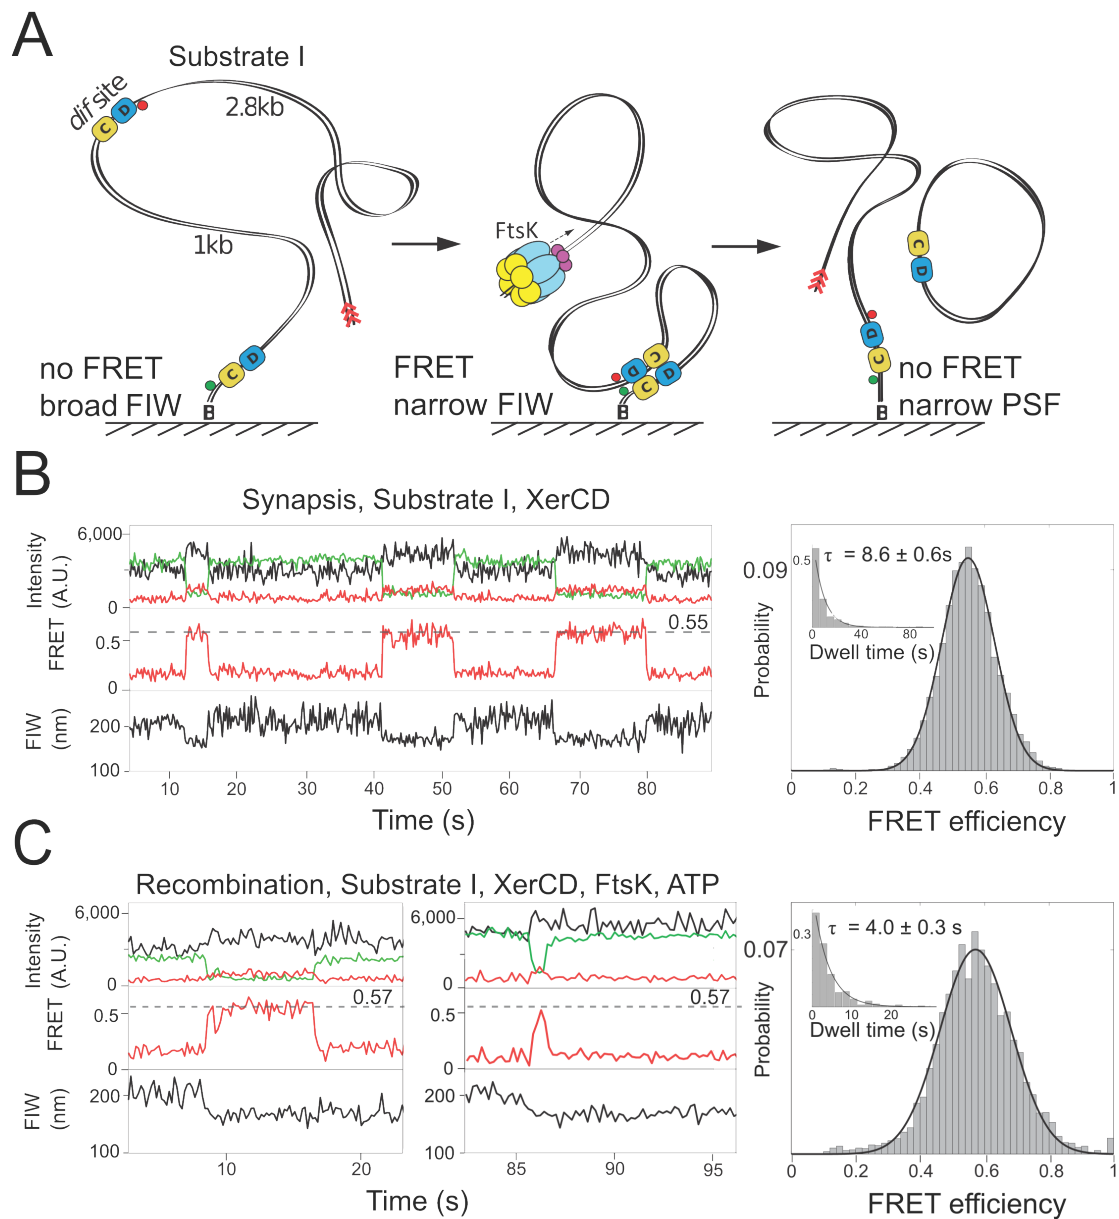 A
Substrate I
dif site
C D
2.8kb
1kb
C D
B
no FRET
broad FIW
FtsK
C
D
C D
B
FRET
narrow FIW
C
D
D
C
B
no FRET
narrow PSF
B
Synapsis, Substrate I, XerCD
Intensity
(A.U.)
6,000
0
FRET
0.55
0.5
0
FIW
(nm)
200
100
10 20 30 40 50 60 70 80
Time (s)
Probability
0.09
0.5
τ = 8.6 ± 0.6s
0 40 80
Dwell time (s)
0 0.2 0.4 0.6 0.8 1
FRET efficiency
C
Recombination, Substrate I, XerCD, FtsK, ATP
Intensity
(A.U.)
6,000
0
FRET
0.57
0.5
0
FIW
(nm)
200
100
10 20
6,000
0
0.57
0.5
0
200
100
85 90 95
Time (s)
Probability
0.07
0.3
τ = 4.0 ± 0.3 s
0 10 20
Dwell time (s)
0 0.2 0.4 0.6 0.8 1
FRET efficiency